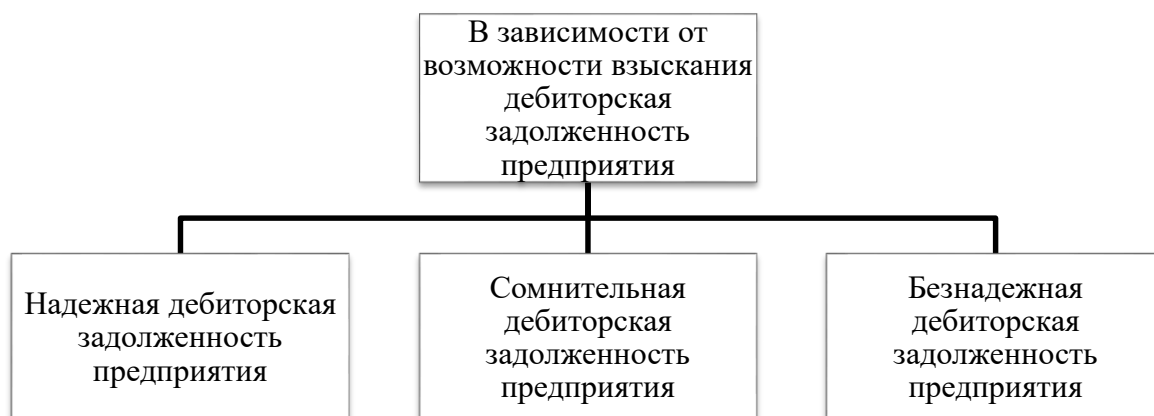 В зависимости от
возможности взыскания
дебиторская
задолженность
предприятия
Надежная дебиторская
задолженность
предприятия
Сомнительная
дебиторская
задолженность
предприятия
Безнадежная
дебиторская
задолженность
предприятия